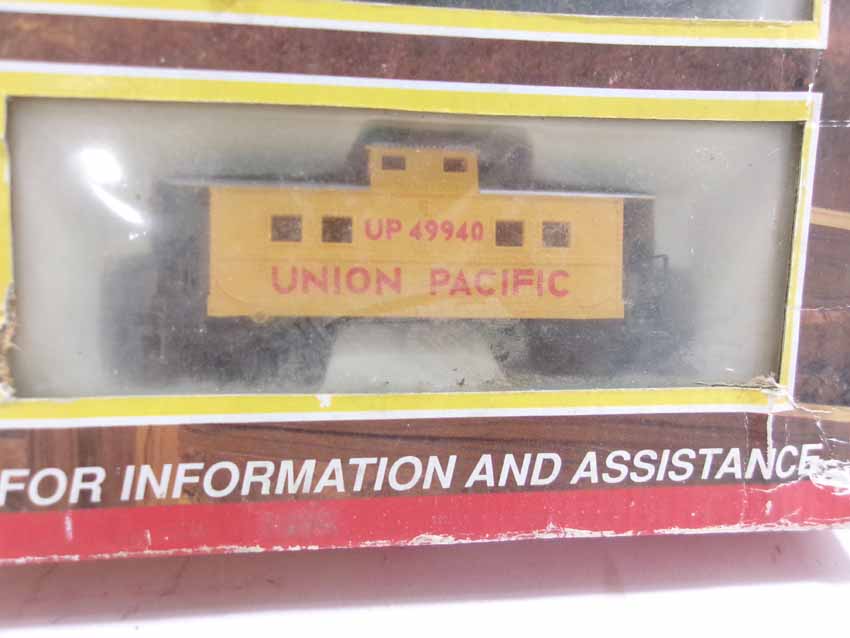 UP 49940
UNION PACIFIC
FOR INFORMATION AND ASSISTANCE